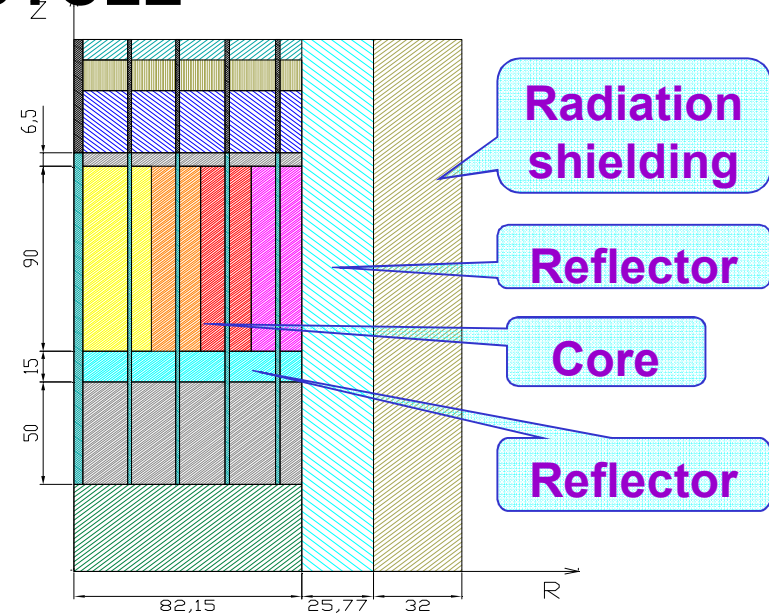 Z
Radiation
shielding
6,5
Reflector
90
Core
15
50
Reflector
R
82,15
25,77
32